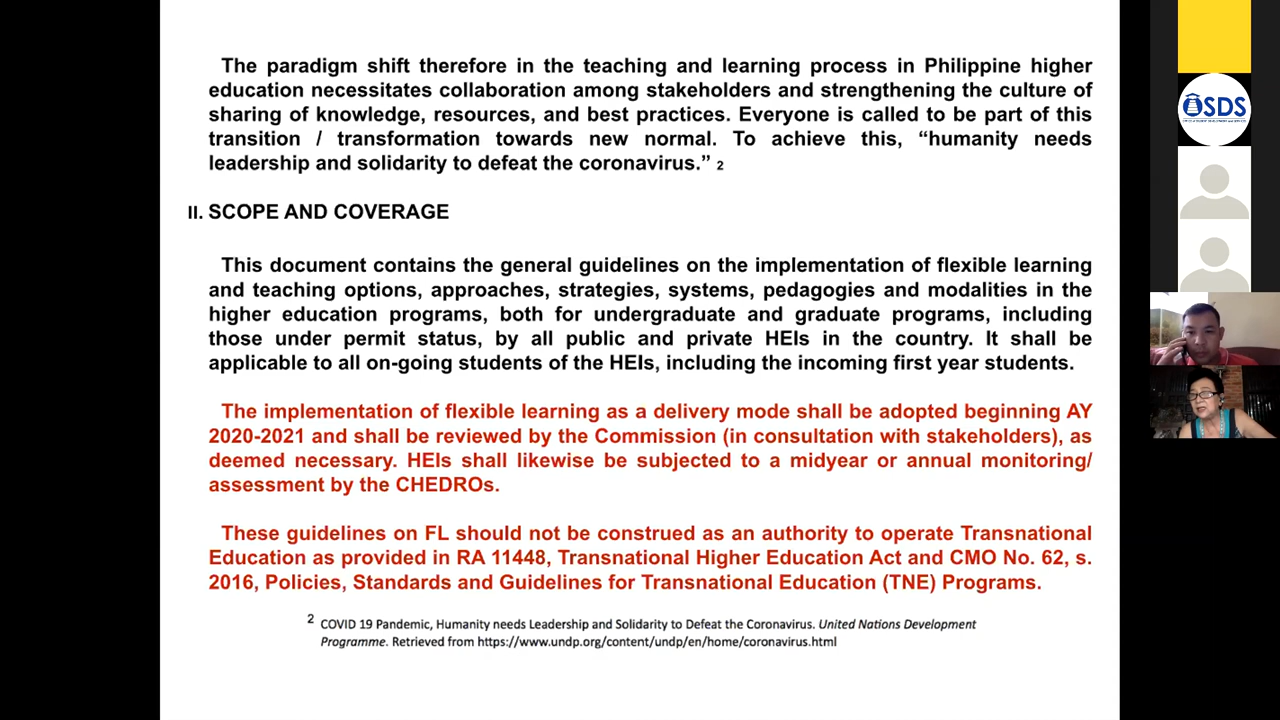 The paradigm shift therefore in the teaching and learning process in Philippine higher
education necessitates collaboration among stakeholders and strengthening the culture of
sharing of knowledge, resources, and best practices. Everyone is called to be part of this
transition / transformation towards new normal. To achieve this, “humanity needs
leadership and solidarity to defeat the coronavirus.” 2
II. SCOPE AND COVERAGE
This document contains the general guidelines on the implementation of flexible learning
and teaching options, approaches, strategies, systems, pedagogies and modalities in the
higher education programs, both for undergraduate and graduate programs, including
those under permit status, by all public and private HEIs in the country. It shall be
applicable to all on-going students of the HEIs, including the incoming first year students.
The implementation of flexible learning as a delivery mode shall be adopted beginning AY
2020-2021 and shall be reviewed by the Commission (in consultation with stakeholders), as
deemed necessary. HEIs shall likewise be subjected to a midyear or annual monitoring/
assessment by the CHEDROs.
These guidelines on FL should not be construed as an authority to operate Transnational
Education as provided in RA 11448, Transnational Higher Education Act and CMO No. 62, s.
2016, Policies, Standards and Guidelines for Transnational Education (TNE) Programs.
2 COVID 19 Pandemic, Humanity needs Leadership and Solidarity to Defeat the Coronavirus. United Nations Development
Programme. Retrieved from https://www.undp.org/content/undp/en/home/coronavirus.html
OSDS